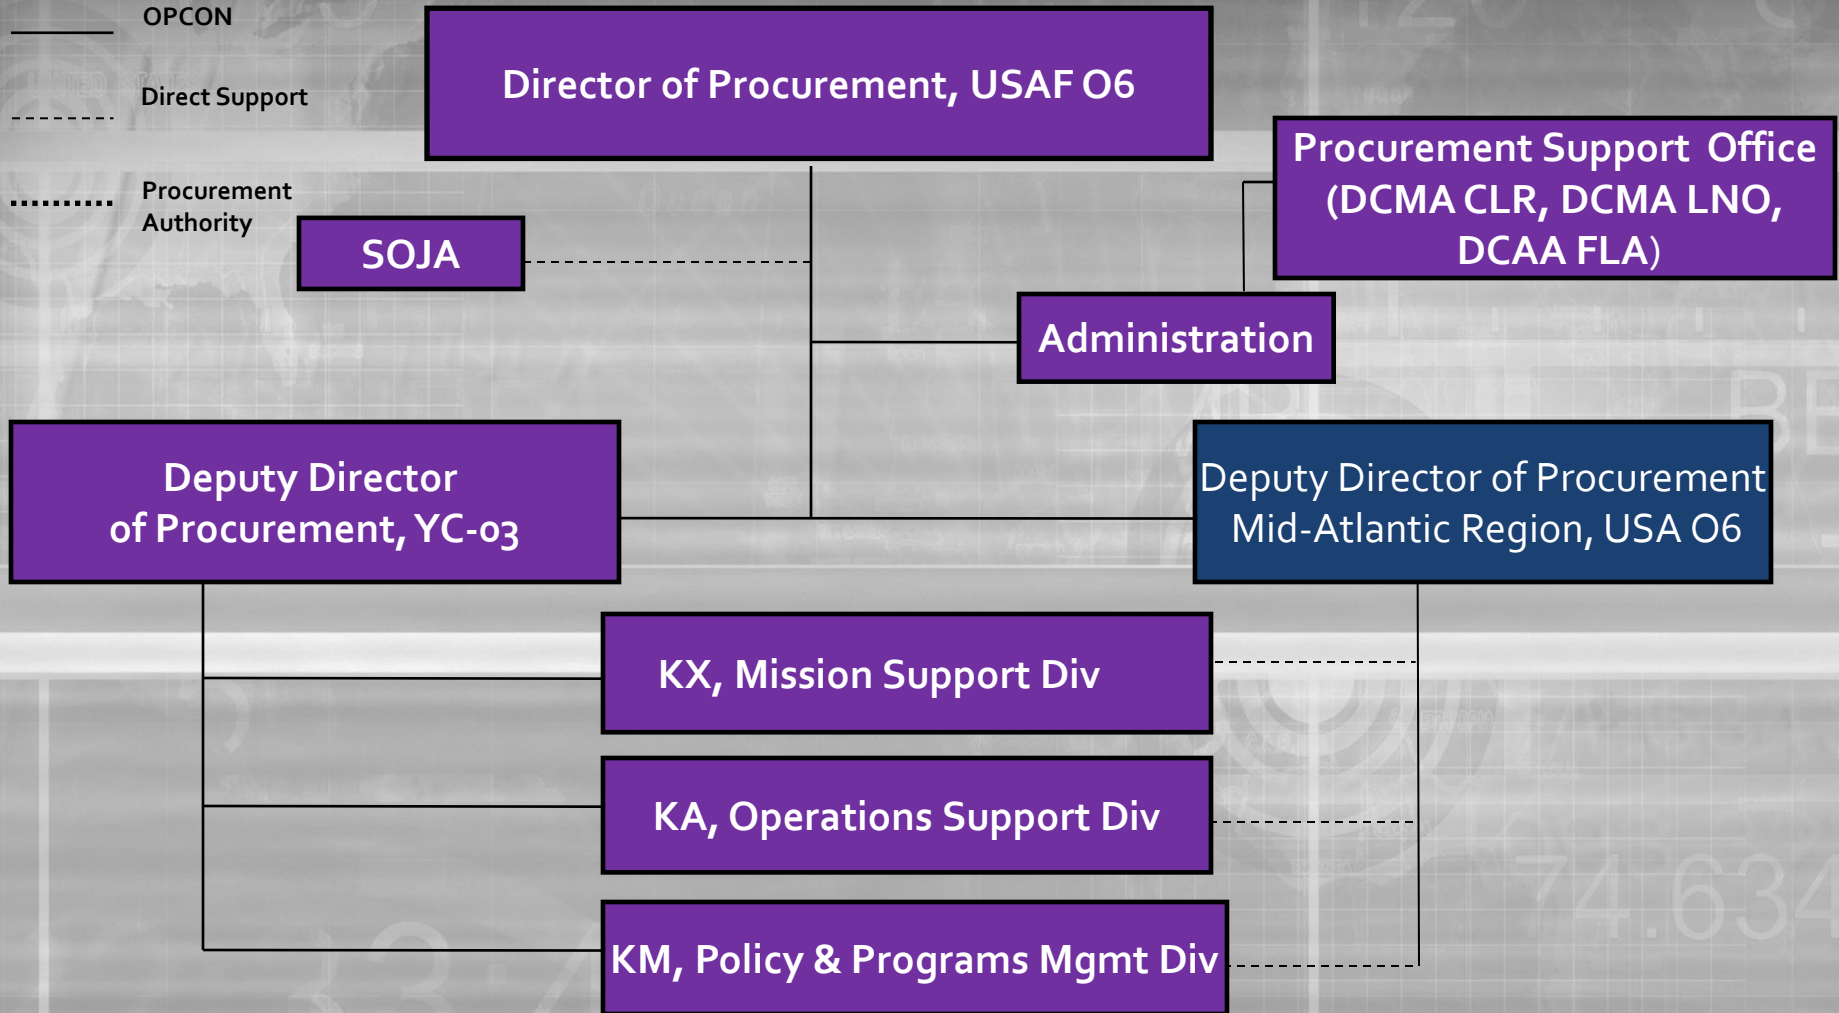 OPCON
Direct Support
Procurement
Authority
Director of Procurement, USAF O6
Procurement Support Office
(DCMA CLR, DCMA LNO,
DCAA FLA)
SOJA
Administration
Deputy Director
of Procurement, YC-03
Deputy Director of Procurement
Mid-Atlantic Region, USA O6
KX, Mission Support Div
KA, Operations Support Div
KM, Policy & Programs Mgmt Div
74.634